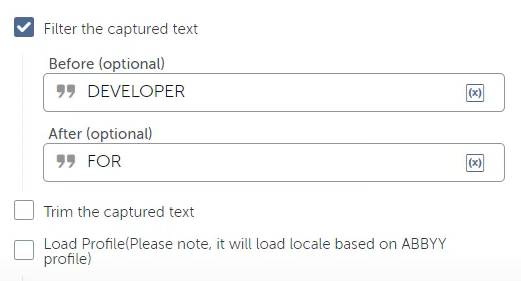 Filter the captured text
Before (optional)
DEVELOPER
(x)
After (optional)
FOR
(x)
Trim the captured text
Load Profile(Please note, it will load locale based on ABBYY
profile)